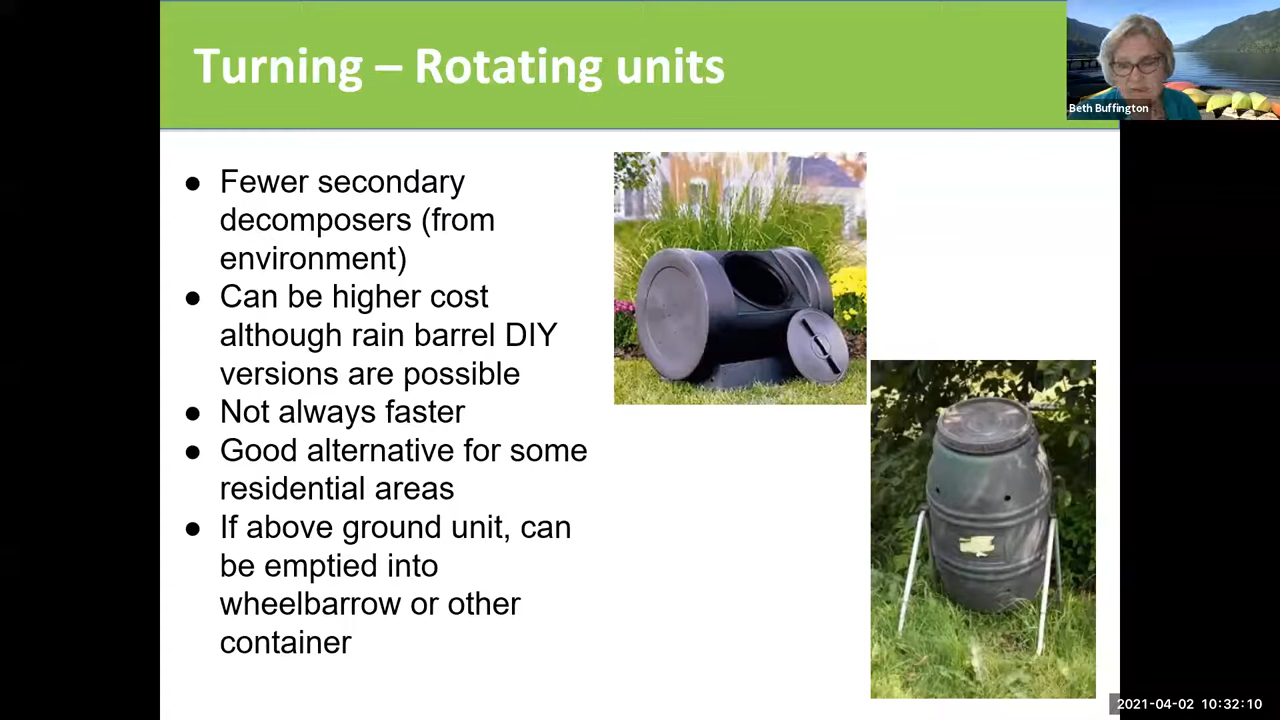 Turning – Rotating units
Beth Buffington
● Fewer secondary
decomposers (from
environment)
● Can be higher cost
although rain barrel DIY
versions are possible
● Not always faster
● Good alternative for some
residential areas
● If above ground unit, can
be emptied into
wheelbarrow or other
container
2021-04-02 10:32:10